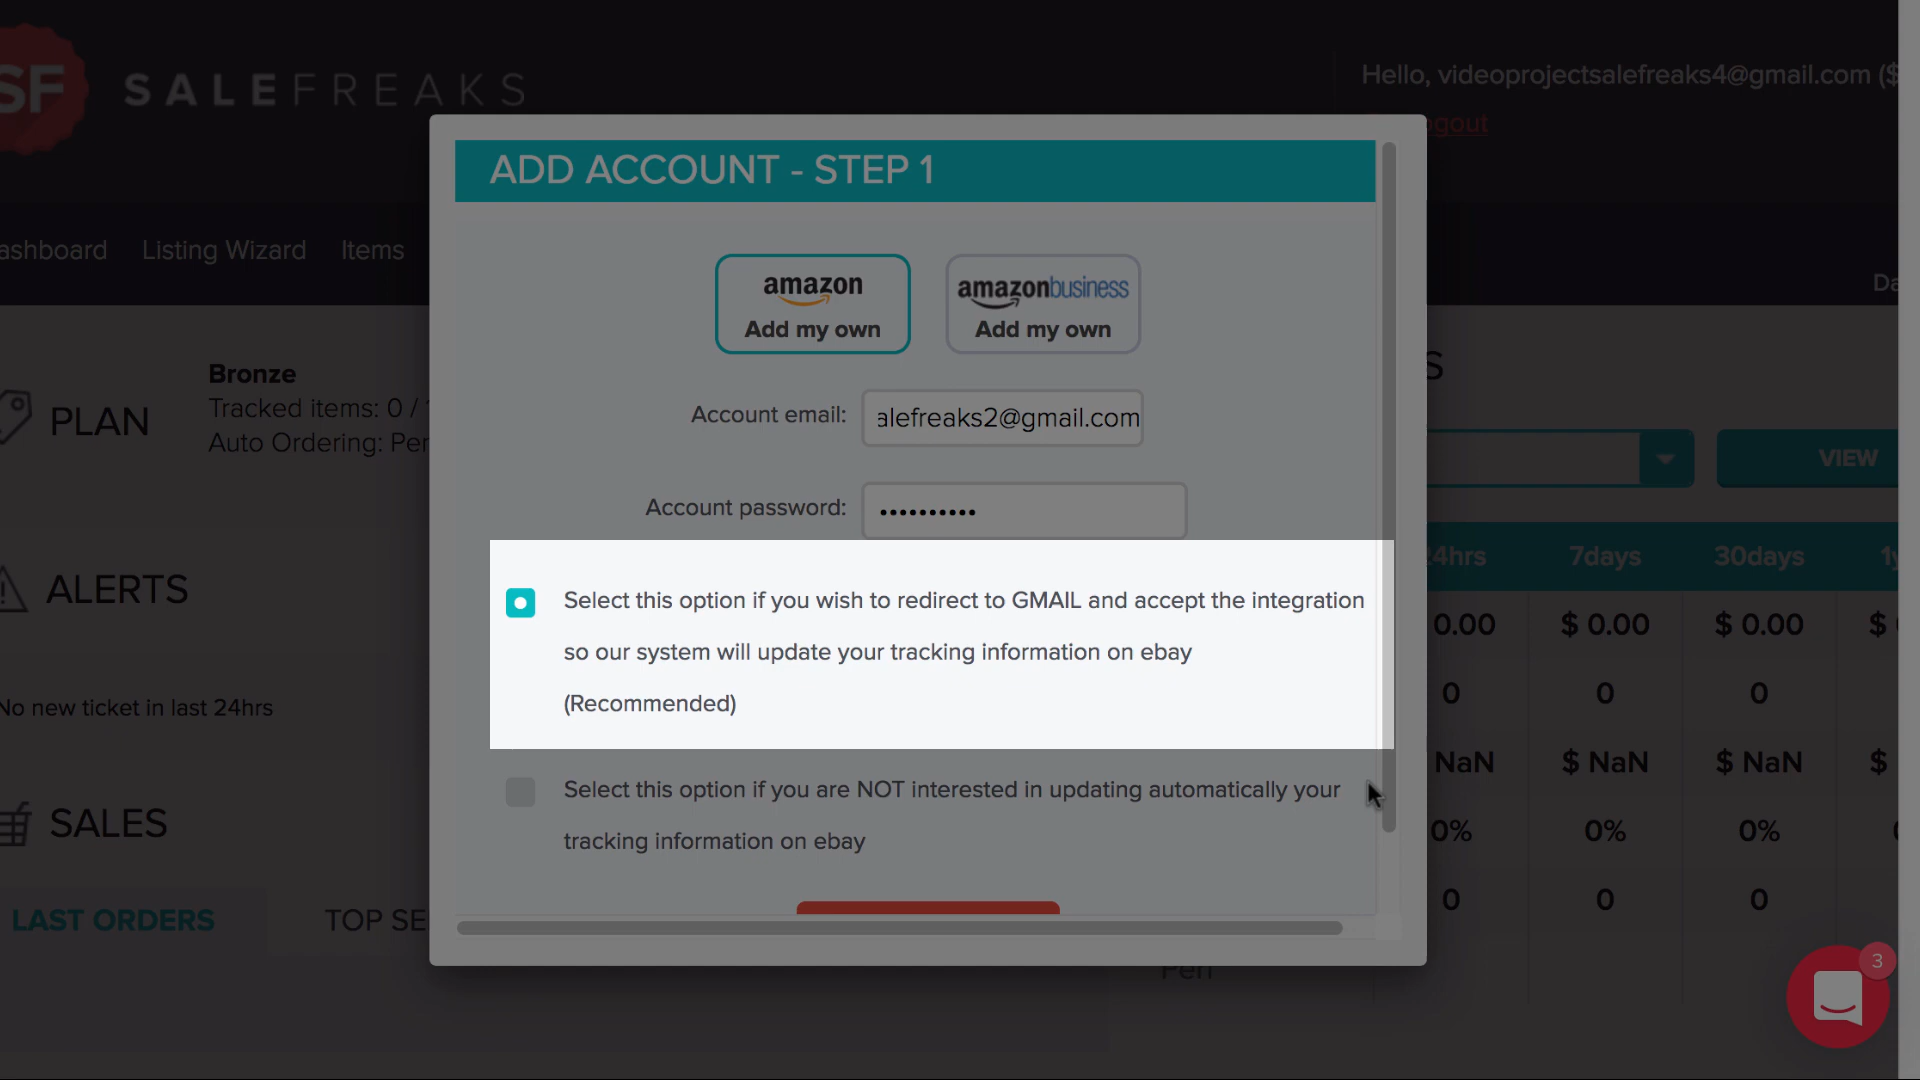 SF SALEFREAKS
Hello, videoprojectsalefreaks4@gmail.com ($
ogout
ashboard Listing Wizard Items
Da
ADD ACCOUNT - STEP 1
amazon
Add my own
amazonbusiness
Add my own
PLAN
Bronze
Tracked items: 0 /
Auto Ordering: Per
S
Account email: alefreaks2@gmail.com
VIEW
Account password: ••••••••••
4hrs 7days 30days 1y
ALERTS
Select this option if you wish to redirect to GMAIL and accept the integration
so our system will update your tracking information on ebay
(Recommended)
0.00 $ 0.00 $ 0.00 $
0 0 0
No new ticket in last 24hrs
NaN $ NaN $ NaN $
Select this option if you are NOT interested in updating automatically your
tracking information on ebay
0% 0% 0%
SALES
0 0 0
LAST ORDERS TOP SE
3